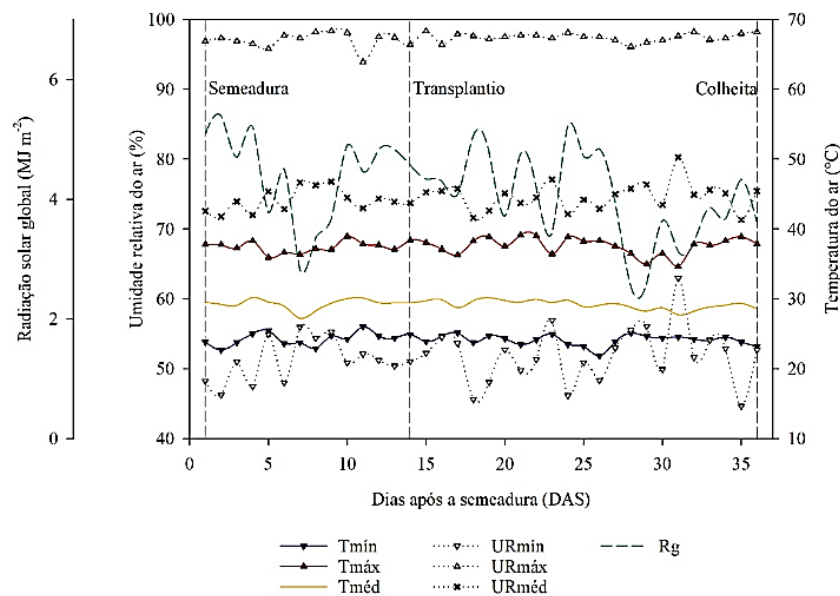 100
70
6
90
60
Semeadura
Transplantio
Colheita
80
50
4
70
40
60
30
2
50
20
0
40
10
0
5
10
15
20
25
30
35
Radiação solar global (MJ m-2)
Umidade relativa do ar (%)
Temperatura do ar (ºC)
Dias após a semeadura (DAS)
Tmín
URmín
Rg
Tmáx
URmáx
Tméd
URméd